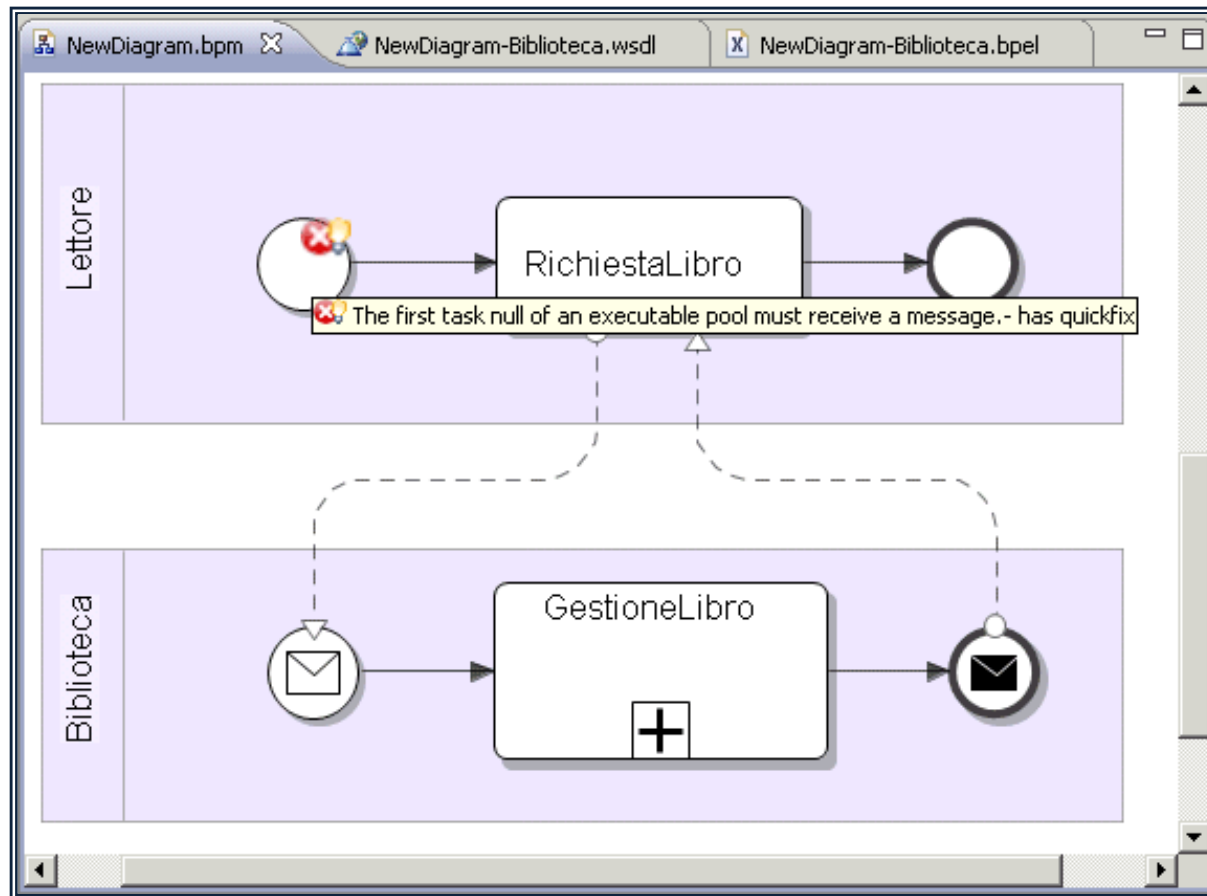 NewDiagram.bpm
NewDiagram-Biblioteca.wsdl
NewDiagram-Biblioteca.bpel
Lettore
RichiestaLibro
The first task null of an executable pool must receive a message.- has quickfix
Biblioteca
GestioneLibro